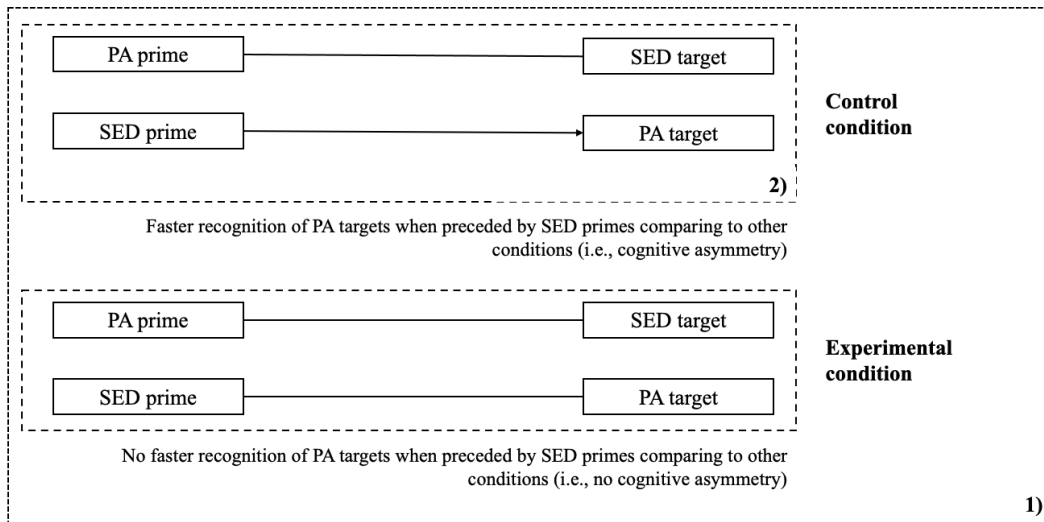 PA prime
SED target
SED prime
PA target
Control
condition
2)
Faster recognition of PA targets when preceded by SED primes comparing to other
conditions (i.e., cognitive asymmetry)
PA prime
SED target
SED prime
PA target
Experimental
condition
No faster recognition of PA targets when preceded by SED primes comparing to other
conditions (i.e., no cognitive asymmetry)
1)